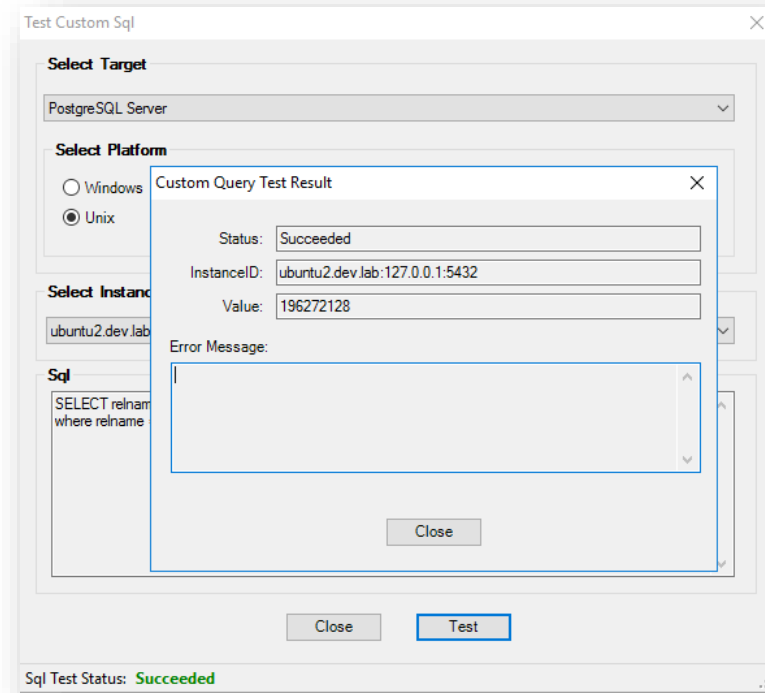 Test Custom Sql
Select Target
PostgreSQL Server
Select Platform
Windows
Unix
Custom Query Test Result
Status: Succeeded
InstanceID: ubuntu2.dev.lab:127.0.0.1:5432
Value: 196272128
Error Message:
Close
Select Instanc
ubuntu2.dev.lab
Sql
SELECT relnam
where relname
Close Test
Sql Test Status: Succeeded